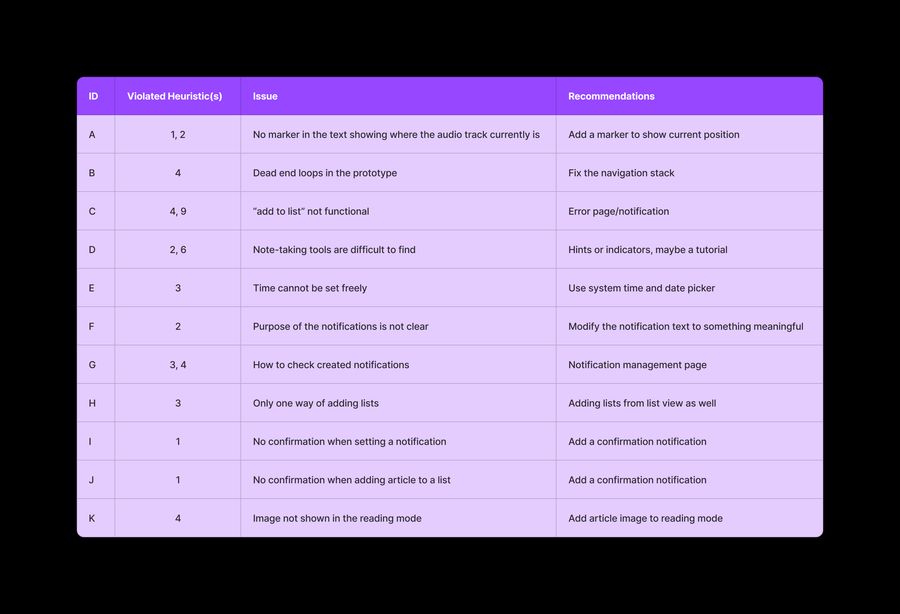 ID Violated Heuristic(s) Issue Recommendations
A 1, 2 No marker in the text showing where the audio track currently is Add a marker to show current position
B 4 Dead end loops in the prototype Fix the navigation stack
C 4, 9 “add to list” not functional Error page/notification
D 2, 6 Note-taking tools are difficult to find Hints or indicators, maybe a tutorial
E 3 Time cannot be set freely Use system time and date picker
F 2 Purpose of the notifications is not clear Modify the notification text to something meaningful
G 3, 4 How to check created notifications Notification management page
H 3 Only one way of adding lists Adding lists from list view as well
I 1 No confirmation when setting a notification Add a confirmation notification
J 1 No confirmation when adding article to a list Add a confirmation notification
K 4 Image not shown in the reading mode Add article image to reading mode